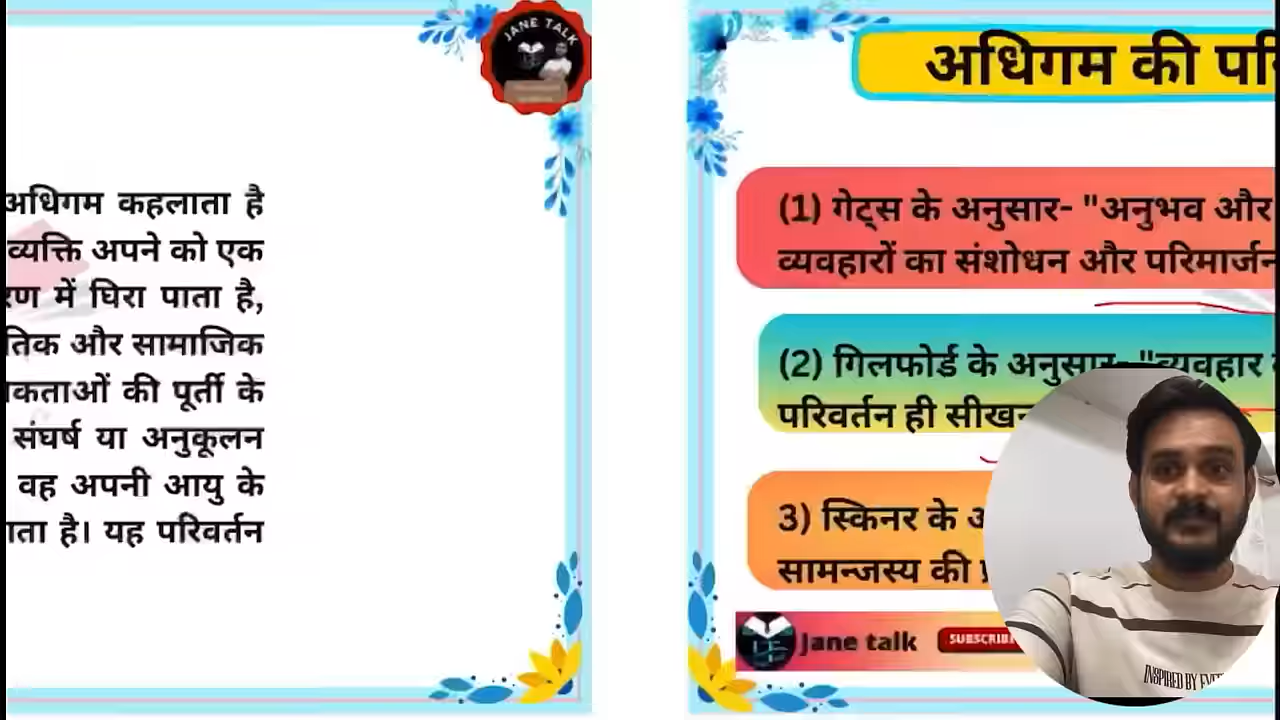 JANE TALK
अधिगम कहलाता है
व्यक्ति अपने को एक
में घिरा पाता है,
और सामाजिक
की पूर्ती के
संघर्ष या अनुकूलन
वह अपनी आयु के
है। यह परिवर्तन
अधिगम की
(1) गेट्स के अनुसार- "अनुभव और
व्यवहारों का संशोधन और परिमार्जन
(2) गिलफोर्ड के अनुसार- "व्यवहार
परिवर्तन ही
3) स्किनर के
सामन्जस्य की
Jane talk
SUBSCRIBE
INSPIRED BY